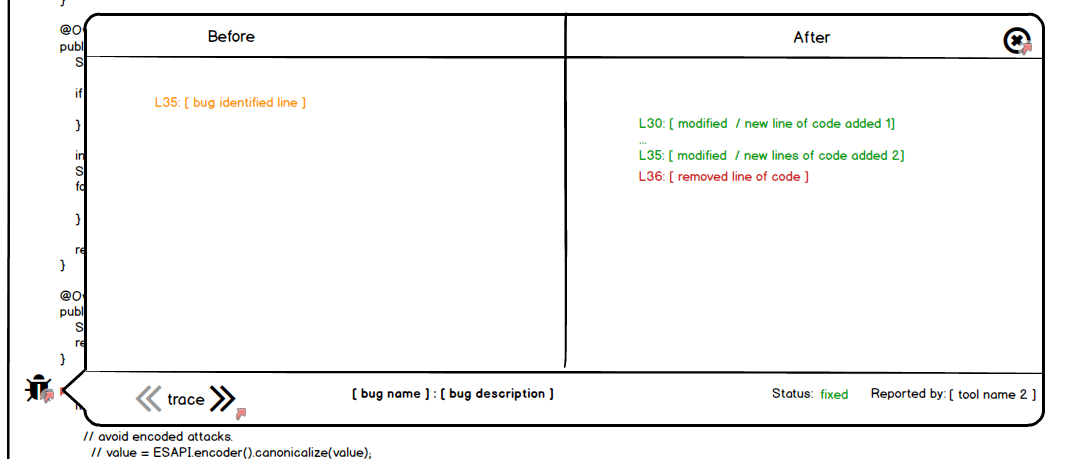 }
@O
publ
S
if
}
in
S
fo
}
re
}
@O
publ
S
re
}
Before
After
L35: [ bug identified line ]
L30: [ modified / new line of code added 1]
...
L35: [ modified / new lines of code added 2]
L36: [ removed line of code ]
trace
[ bug name ] : [ bug description ]
Status: fixed
Reported by: [ tool name 2 ]
// avoid encoded attacks.
// value = ESAPI.encoder().canonicalize(value);